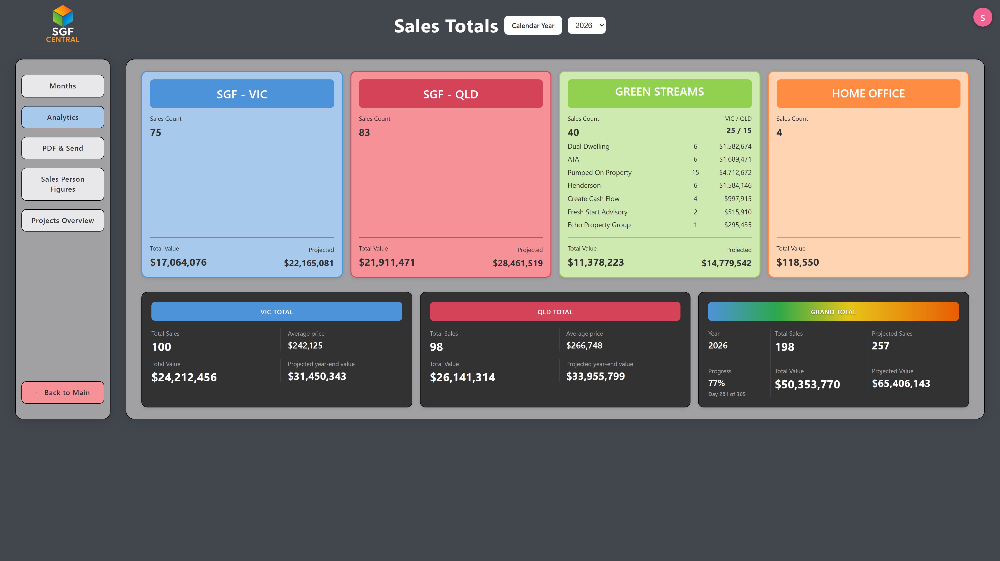 SGF
CENTRAL
Sales Totals
Calendar Year
2026
S
Months
Analytics
PDF & Send
Sales Person
Figures
Projects Overview
← Back to Main
SGF - VIC
Sales Count
75
Total Value
Projected
$17,064,076
$22,165,081
SGF - QLD
Sales Count
83
Total Value
Projected
$21,911,471
$28,461,519
GREEN STREAMS
Sales Count
VIC / QLD
40
25 / 15
Dual Dwelling 6 $1,582,674
ATA 6 $1,689,471
Pumped On Property 15 $4,712,672
Henderson 6 $1,584,146
Create Cash Flow 4 $997,915
Fresh Start Advisory 2 $515,910
Echo Property Group 1 $295,435
Total Value
Projected
$11,378,223
$14,779,542
HOME OFFICE
Sales Count
4
Total Value
$118,550
VIC TOTAL
Total Sales
100
Average price
$242,125
Total Value
$24,212,456
Projected year-end value
$31,450,343
QLD TOTAL
Total Sales
98
Average price
$266,748
Total Value
$26,141,314
Projected year-end value
$33,955,799
GRAND TOTAL
Year
2026
Total Sales
198
Projected Sales
257
Progress
77%
Day 281 of 365
Total Value
$50,353,770
Projected Value
$65,406,143